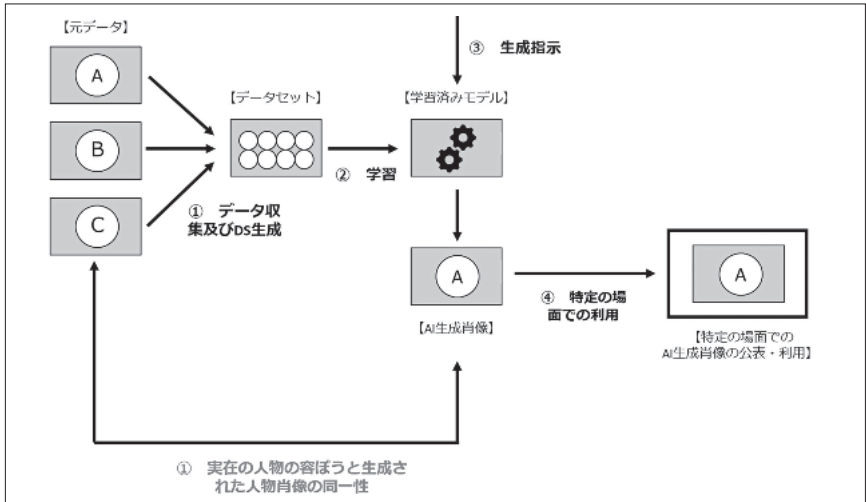 【元データ】
A
B
C
【データセット】
① データ収
集及びDS生成
② 学習
③ 生成指示
【学習済みモデル】
A
【AI生成肖像】
④ 特定の場
面での利用
A
【特定の場面での
AI生成肖像の公表・利用】
① 実在の人物の容ぼうと生成さ
れた人物肖像の同一性